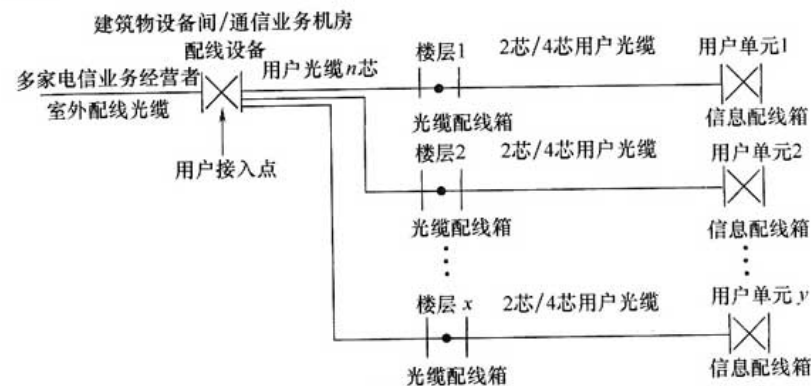 建筑物设备间/通信业务机房
配线设备
多家电信业务经营者
室外配线光缆
用户光缆n芯
用户接入点
楼层1
2芯/4芯用户光缆
用户单元1
光缆配线箱
信息配线箱
楼层2
2芯/4芯用户光缆
用户单元2
光缆配线箱
信息配线箱
楼层 x
2芯/4芯用户光缆
用户单元 y
光缆配线箱
信息配线箱